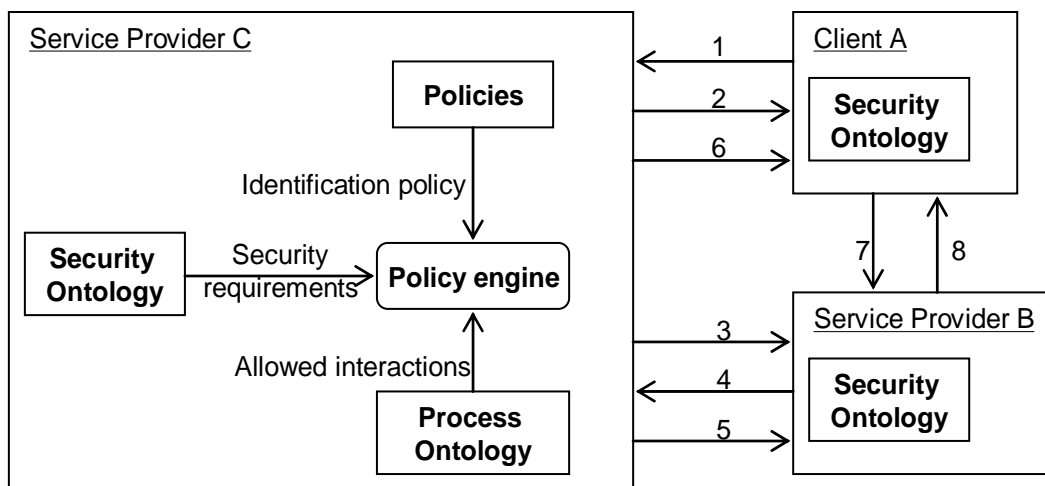 Service Provider C
Policies
Identification policy
Security
Ontology
Security
requirements
Policy engine
Allowed interactions
Process
Ontology
1
2
6
3
4
5
Client A
Security
Ontology
7
8
Service Provider B
Security
Ontology